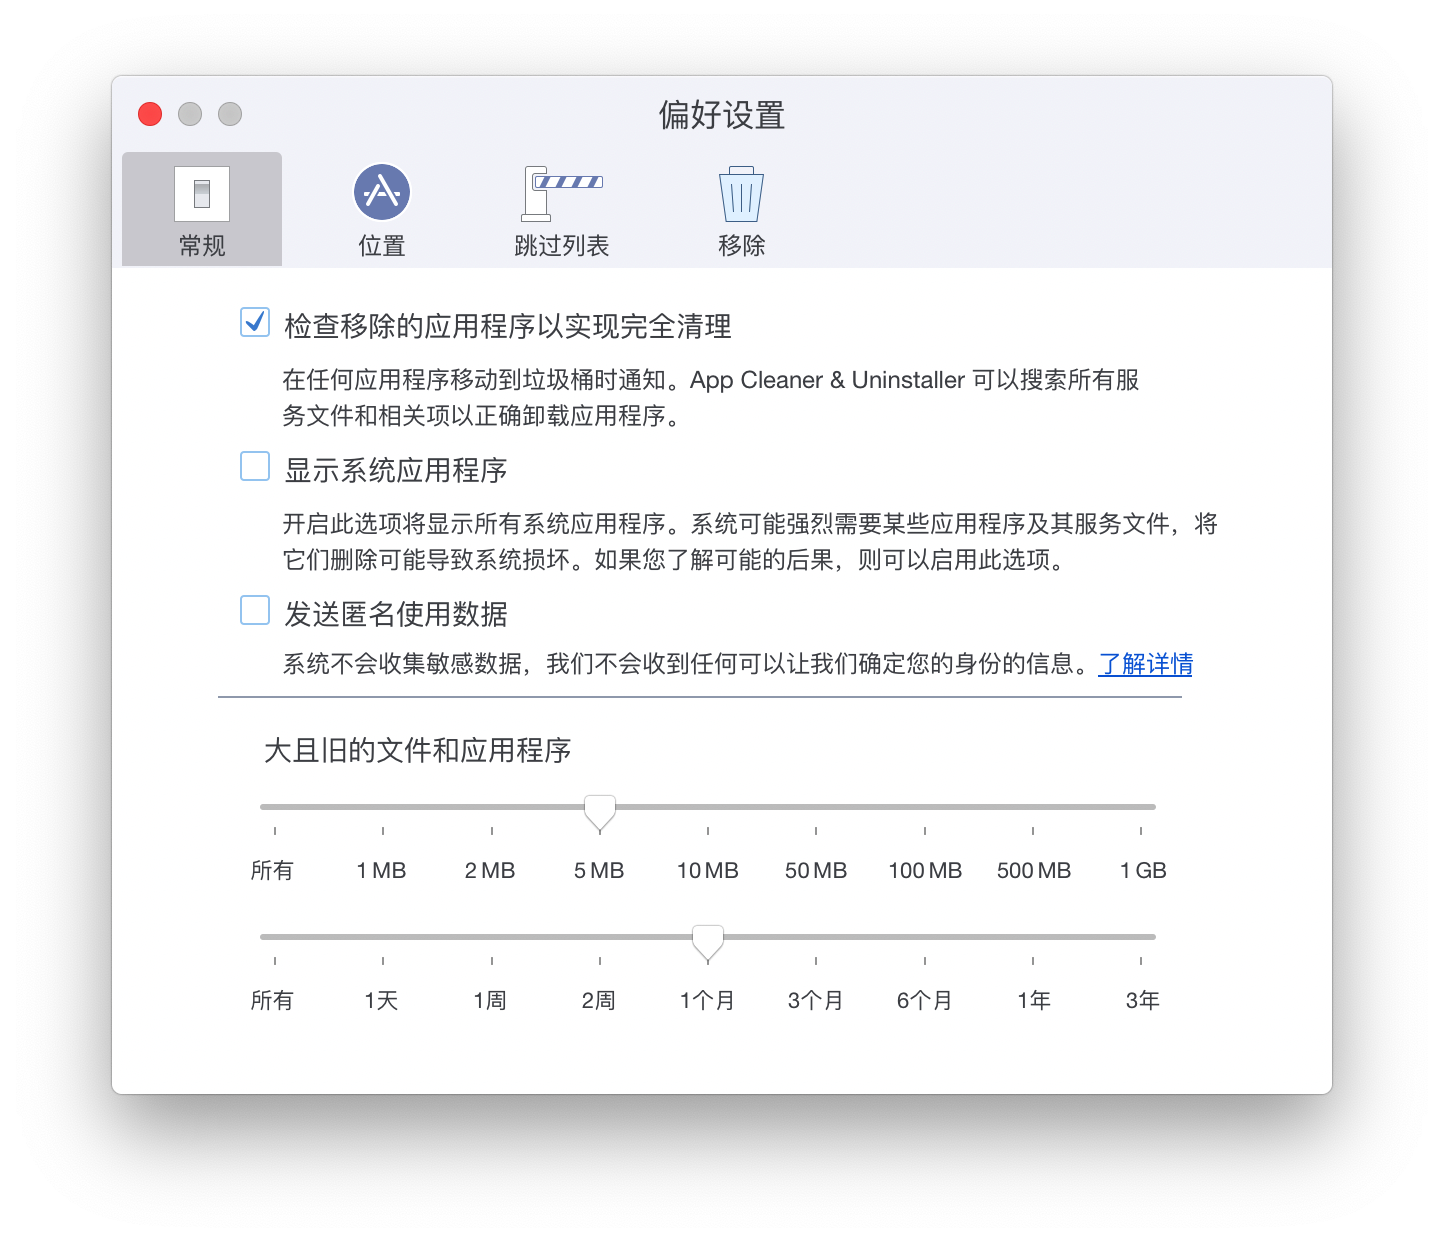 偏好设置
常规
位置
跳过列表
移除
检查移除的应用程序以实现完全清理
在任何应用程序移动到垃圾桶时通知。App Cleaner & Uninstaller 可以搜索所有服
务文件和相关项以正确卸载应用程序。
显示系统应用程序
开启此选项将显示所有系统应用程序。系统可能强烈需要某些应用程序及其服务文件，将
它们删除可能导致系统损坏。如果您了解可能的后果，则可以启用此选项。
发送匿名使用数据
系统不会收集敏感数据，我们不会收到任何可以让我们确定您的身份的信息。了解详情
大且旧的文件和应用程序
所有 1 MB 2 MB 5 MB 10 MB 50 MB 100 MB 500 MB 1 GB
所有 1天 1周 2周 1个月 3个月 6个月 1年 3年